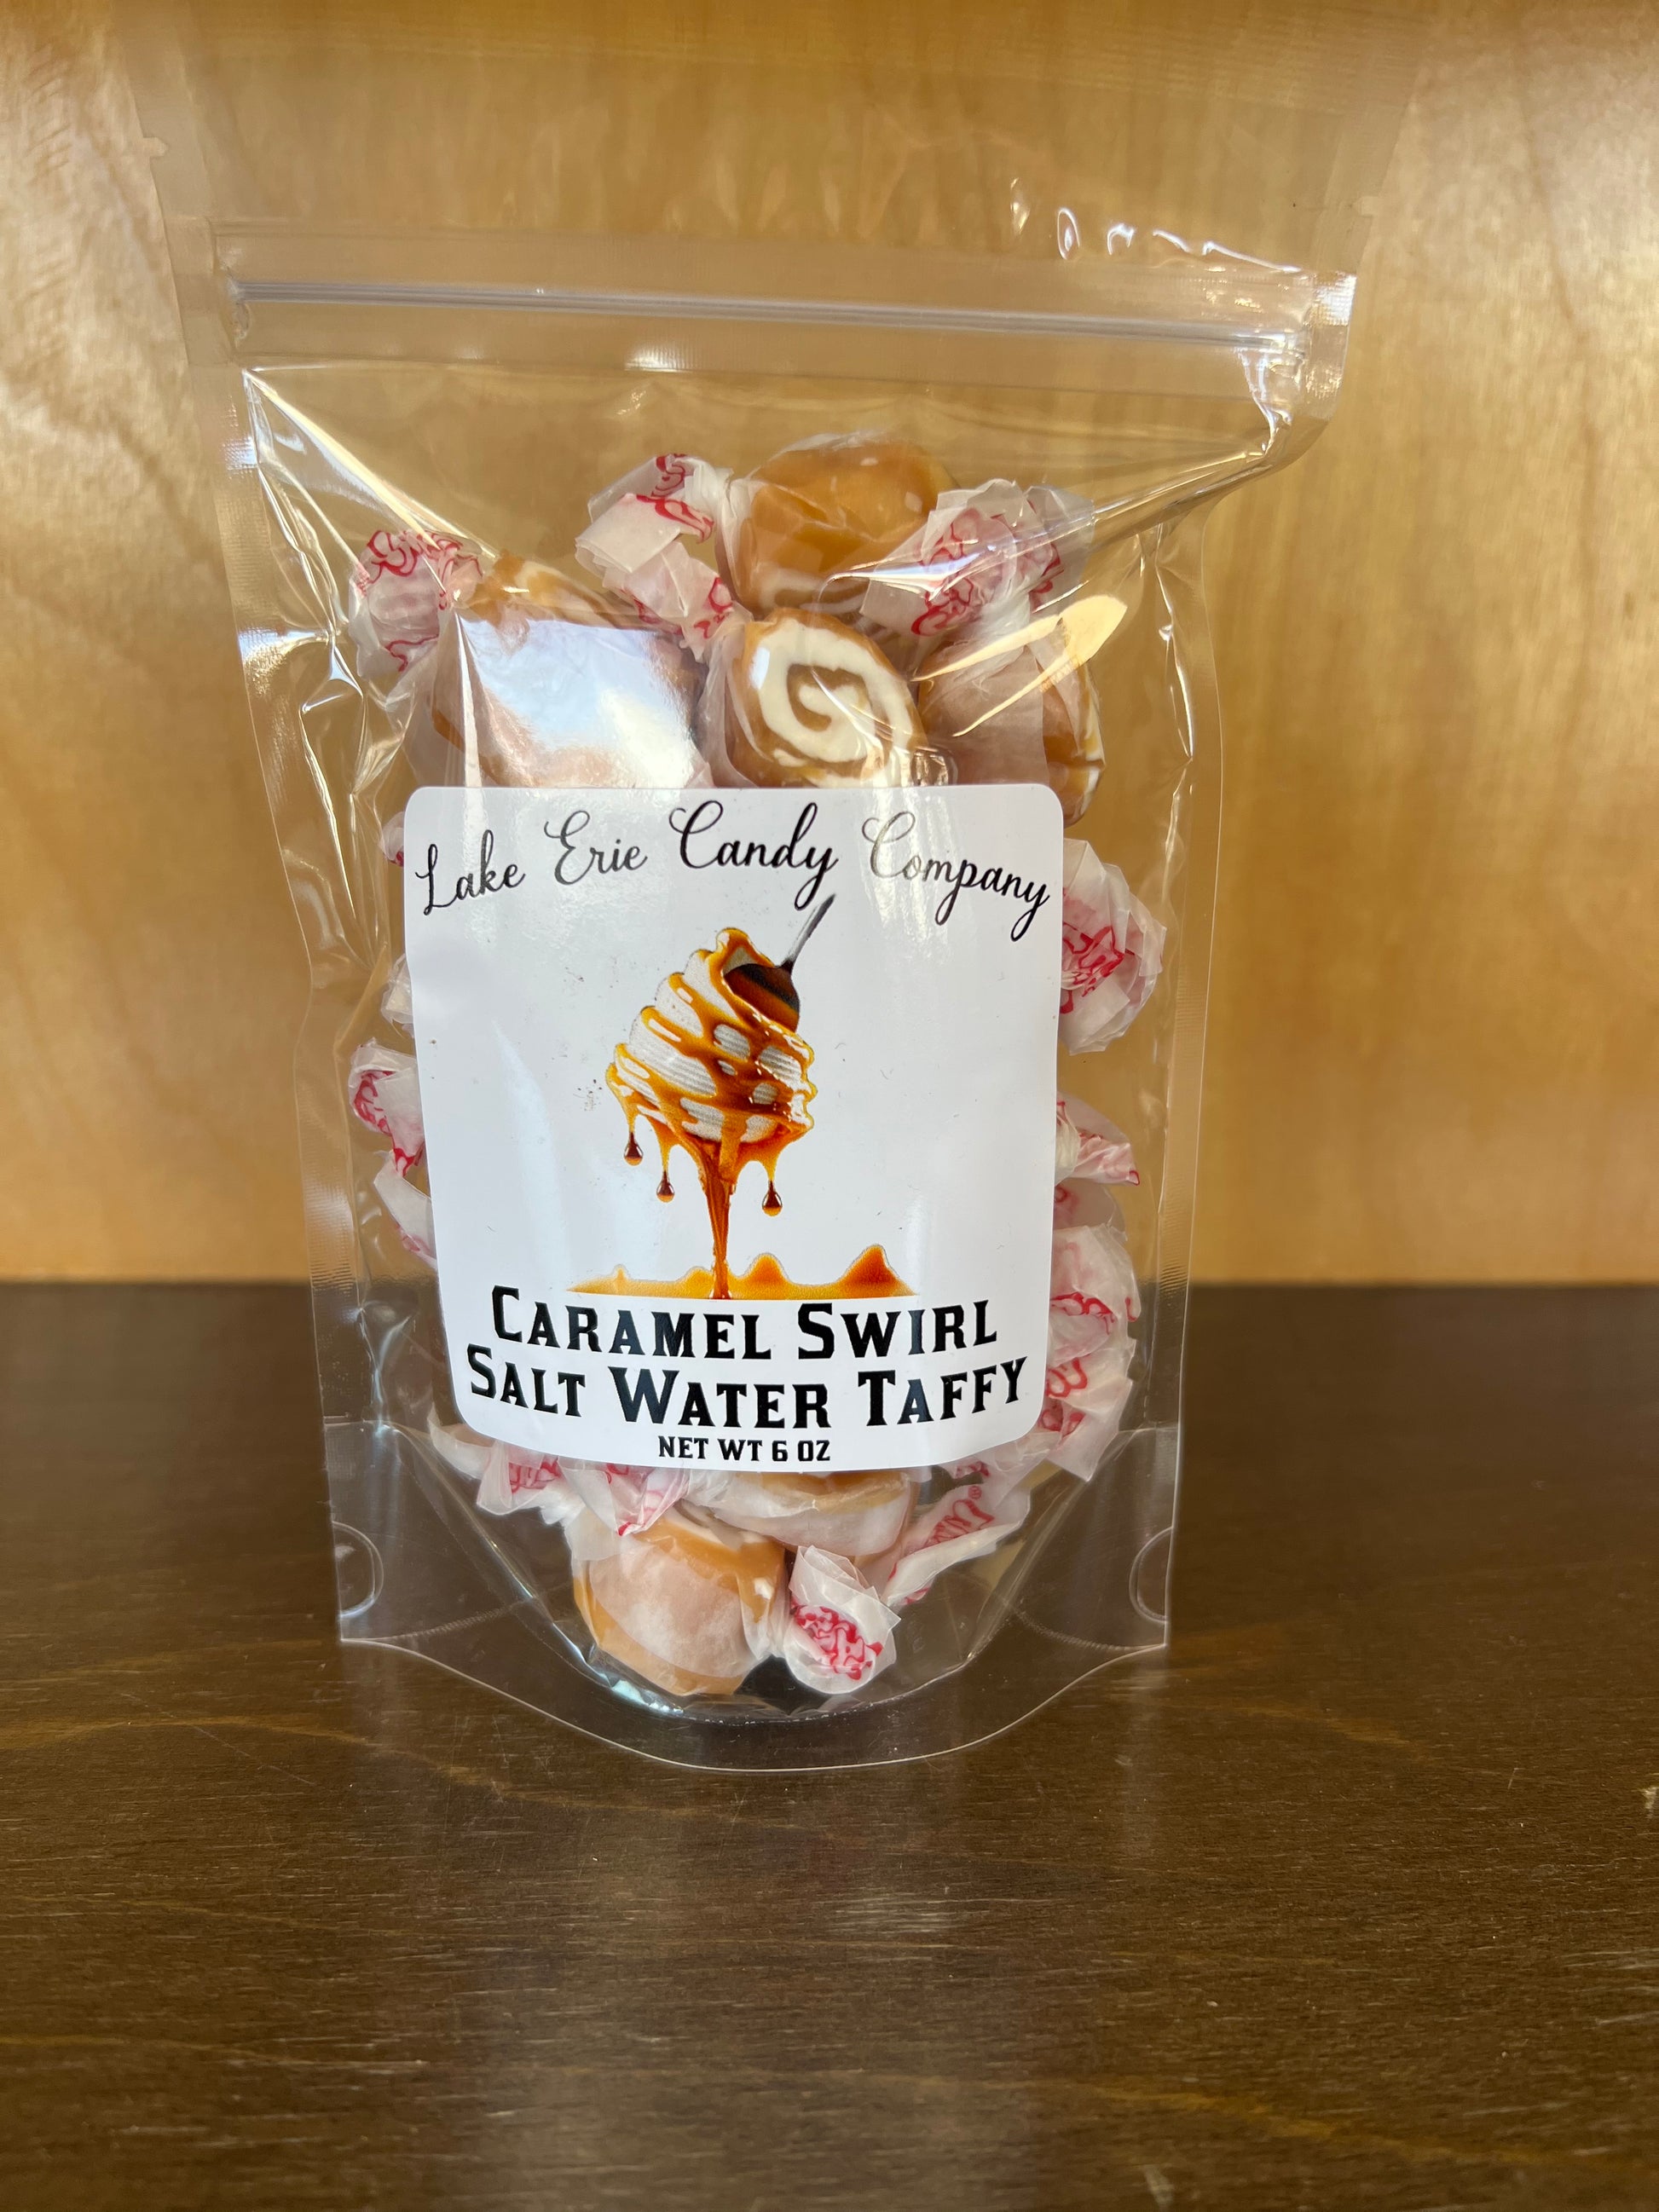 Lake Erie Candy Company
Caramel Swirl
Salt Water Taffy
NET WT 6 OZ